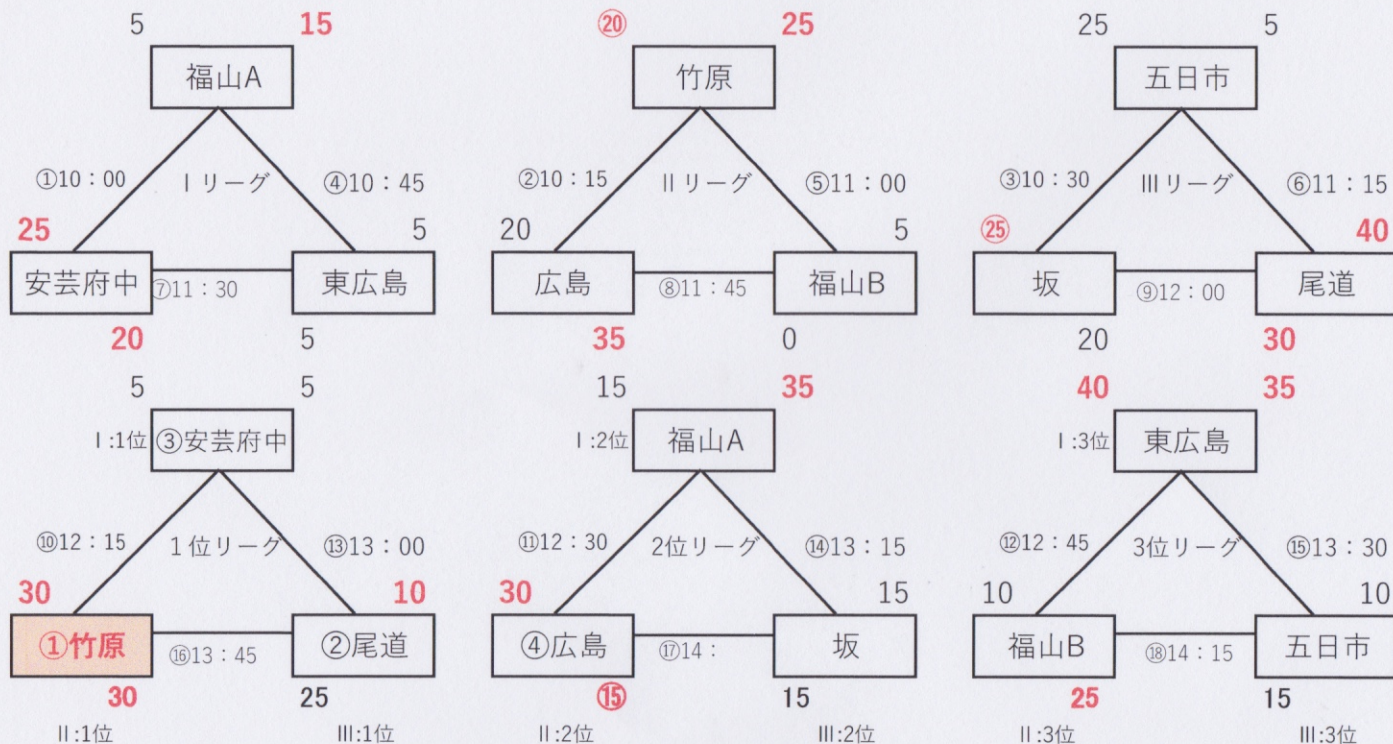 5 15
福山A
①10：00 Ⅰリーグ ④10：45
25 5
安芸府中 ⑦11：30 東広島
20 5
⑳ 25
竹原
②10：15 Ⅱリーグ ⑤11：00
20 5
広島 ⑧11：45 福山B
35 0
25 5
五日市
③10：30 Ⅲリーグ ⑥11：15
㉕ 40
坂 ⑨12：00 尾道
20 30
5 5
Ⅰ:1位 ③安芸府中
⑩12：15 1位リーグ ⑬13：00
30 10
①竹原 ⑯13：45 ②尾道
30 25
Ⅱ:1位 Ⅲ:1位
15 35
Ⅰ:2位 福山A
⑪12：30 2位リーグ ⑭13：15
30 15
④広島 ⑰14： 坂
⑮ 15
Ⅱ:2位 Ⅲ:2位
40 35
Ⅰ:3位 東広島
⑫12：45 3位リーグ ⑮13：30
10 10
福山B ⑱14：15 五日市
25 15
Ⅱ:3位 Ⅲ:3位